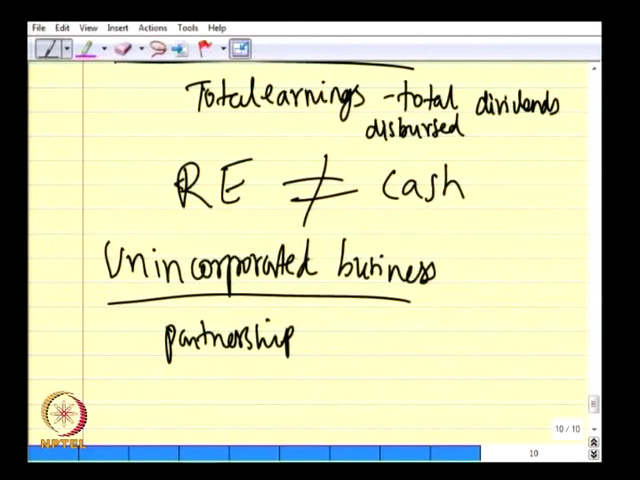 File Edit View Insert Actions Tools Help
Total earnings - total dividends
disbursed
RE ≠ cash
Unincorporated business
partnership
NPTEL
10 / 10
10